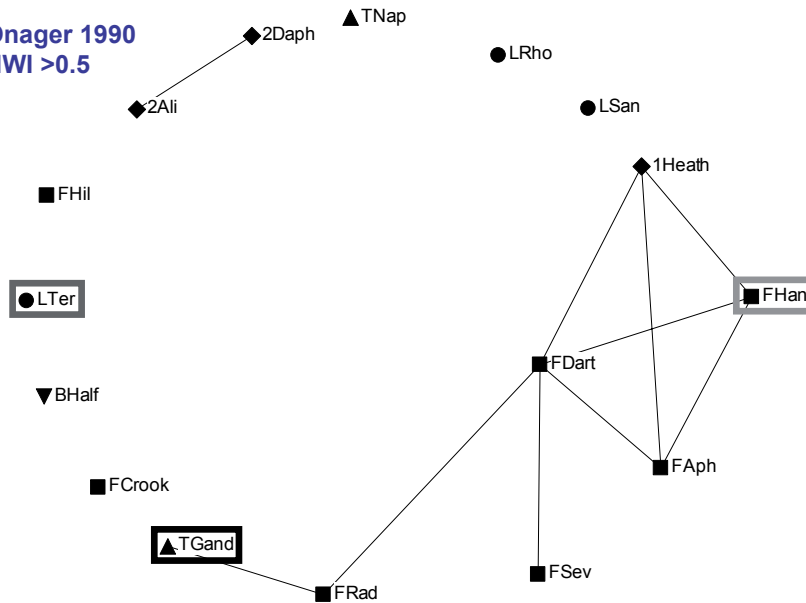 TNap
Onager 1990
2Daph
HWI >0.5
LRho
2Ali
LSan
1Heath
FHil
LTer
FHan
FDart
BHalf
FAph
FCrook
TGand
FSev
FRad